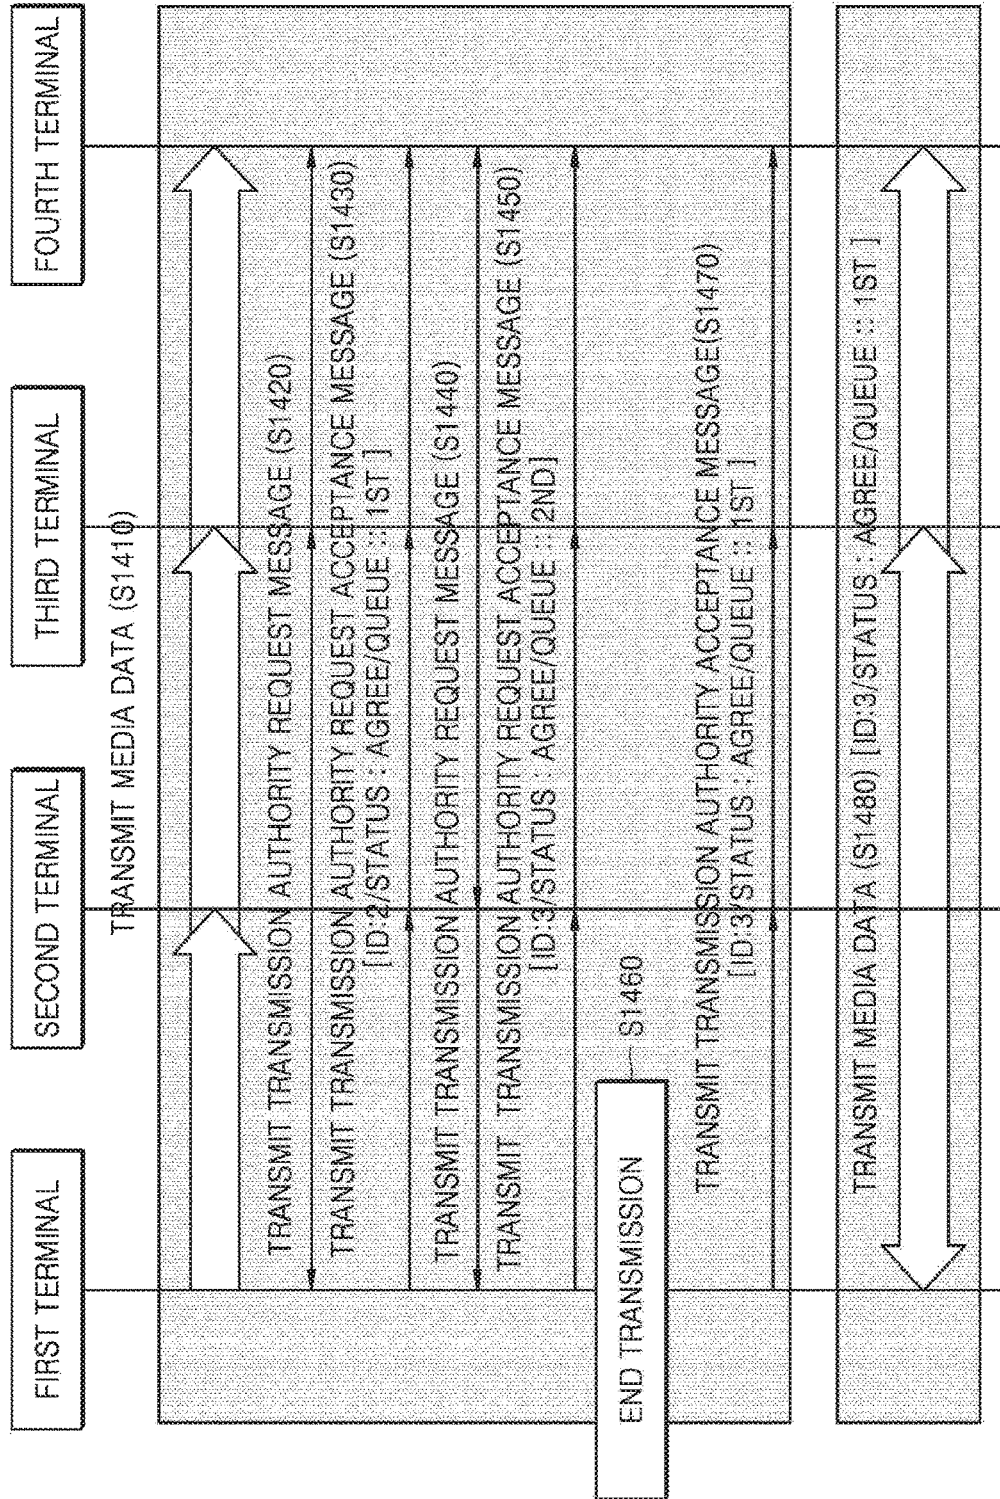 FIRST TERMINAL
SECOND TERMINAL
THIRD TERMINAL
FOURTH TERMINAL
TRANSMIT MEDIA DATA (S1410)
TRANSMIT TRANSMISSION AUTHORITY REQUEST MESSAGE (S1420)
TRANSMIT TRANSMISSION AUTHORITY REQUEST ACCEPTANCE MESSAGE (S1430)
[ID:2/STATUS : AGREE/QUEUE ::: 1ST ]
TRANSMIT TRANSMISSION AUTHORITY REQUEST MESSAGE (S1440)
TRANSMIT TRANSMISSION AUTHORITY REQUEST ACCEPTANCE MESSAGE (S1450)
[ID:3/STATUS : AGREE/QUEUE ::: 2ND]
END TRANSMISSION
S1460
TRANSMIT TRANSMISSION AUTHORITY ACCEPTANCE MESSAGE(S1470)
[ID:3/STATUS : AGREE/QUEUE :: 1ST ]
TRANSMIT MEDIA DATA (S1480) [ID:3/STATUS : AGREE/QUEUE :: 1ST ]